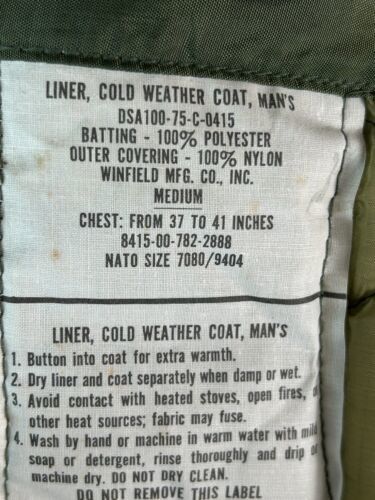 LINER, COLD WEATHER COAT, MAN'S
DSA100-75-C-0415
BATTING - 100% POLYESTER
OUTER COVERING - 100% NYLON
WINFIELD MFG. CO., INC.
MEDIUM
CHEST: FROM 37 TO 41 INCHES
8415-00-782-2888
NATO SIZE 7080/9404
LINER, COLD WEATHER COAT, MAN'S
1. Button into coat for extra warmth.
2. Dry liner and coat separately when damp or wet.
3. Avoid contact with heated stoves, open fires,
other heat sources; fabric may fuse.
4. Wash by hand or machine in warm water with mild
soap or detergent, rinse thoroughly and drip or
machine dry. DO NOT DRY CLEAN.
DO NOT REMOVE THIS LABEL